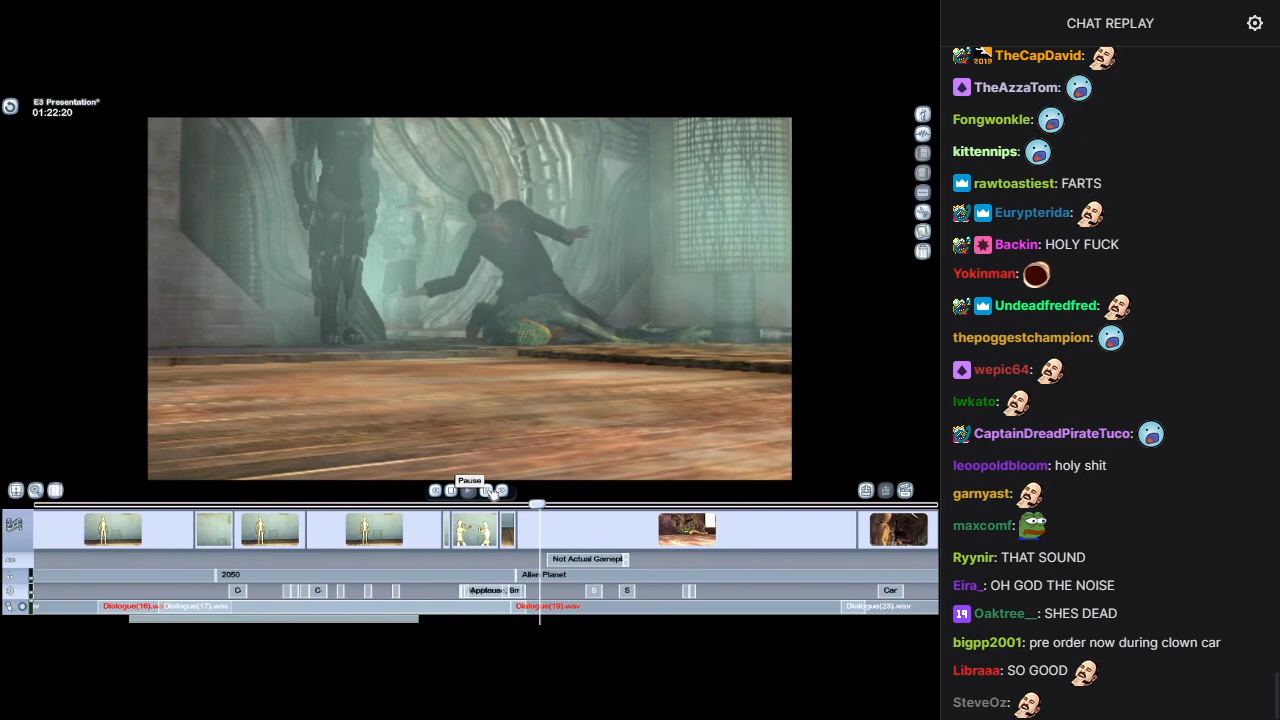 E3 Presentation*
01:22:20
Pause
Not Actual Gamepl
2050
Alien Planet
G
G
Applause
S
S
Car
Dialogue(16).w
Dialogue(17).wav
Dialogue(19).wav
Dialogue(23).wav
CHAT REPLAY
2019 TheCapDavid:
TheAzzaTom:
Fongwonkle:
kittennips:
rawtoastiest: FARTS
Eurypterida:
Backin: HOLY FUCK
Yokinman:
Undeadfredfred:
thepoggestchampion:
wepic64:
lwkato:
CaptainDreadPirateTuco:
leoopoldbloom: holy shit
garnyast:
maxcomf:
Ryynir: THAT SOUND
Eira_: OH GOD THE NOISE
19 Oaktree__: SHES DEAD
bigpp2001: pre order now during clown car
Libraaa: SO GOOD
SteveOz: